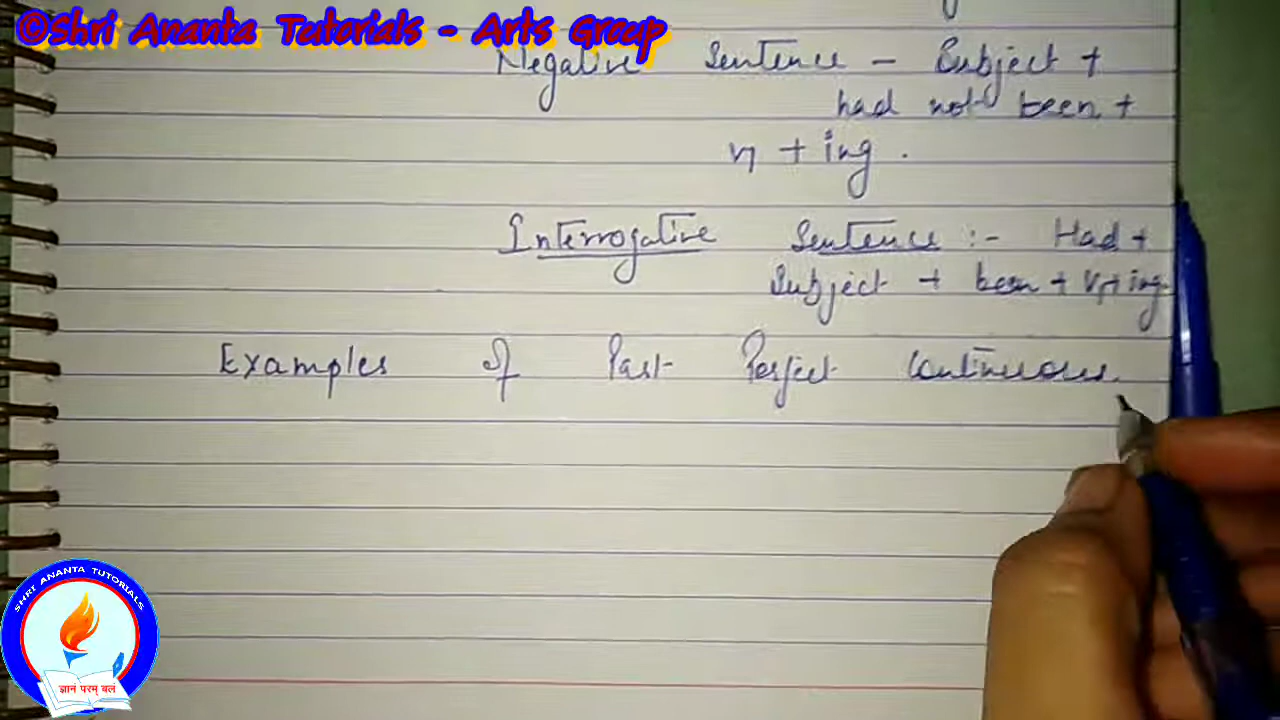 ©Shri Ananta Tutorials - Arts Group
Negative Sentence - Subject +
had not been +
V1 + ing .
Interrogative Sentence :- Had +
Subject + been + V1 + ing
Examples of Past Perfect Continuous.
SHRI ANANTA TUTORIALS
ज्ञानं परमं बलं